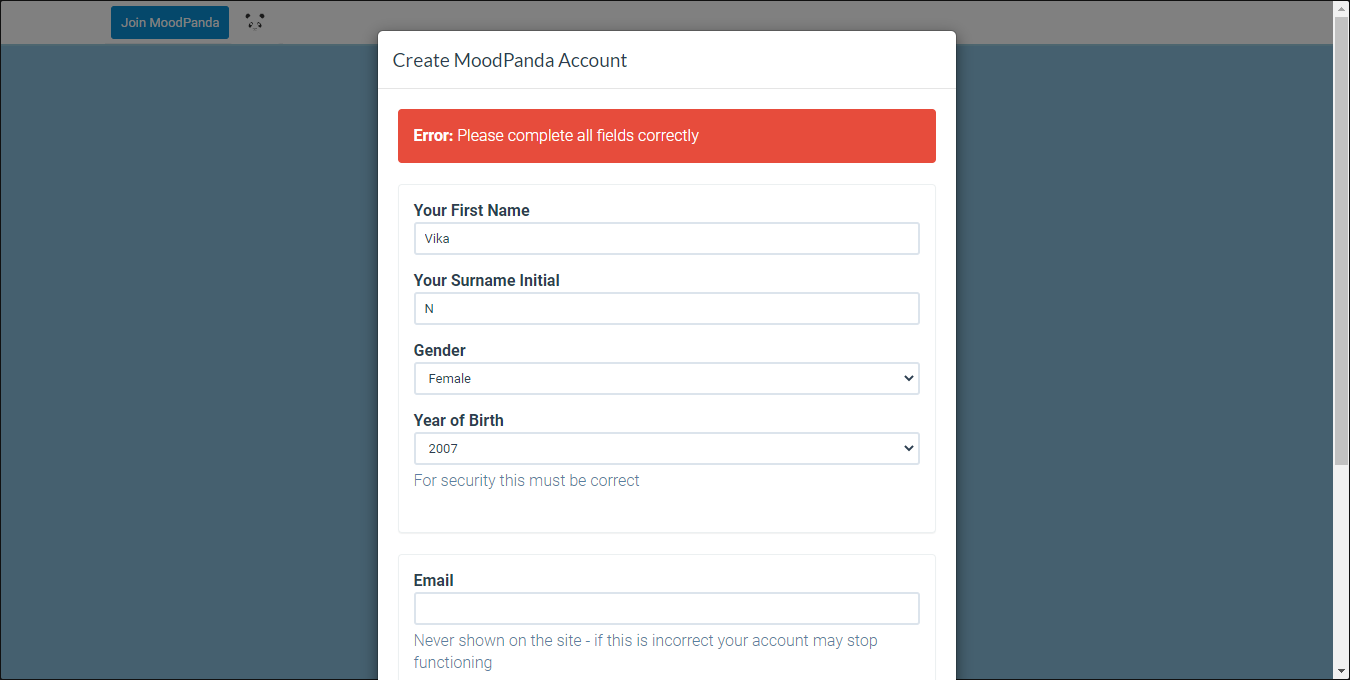 Join MoodPanda
Create MoodPanda Account
Error: Please complete all fields correctly
Your First Name
Vika
Your Surname Initial
N
Gender
Female
Year of Birth
2007
For security this must be correct
Email
Never shown on the site - if this is incorrect your account may stop
functioning